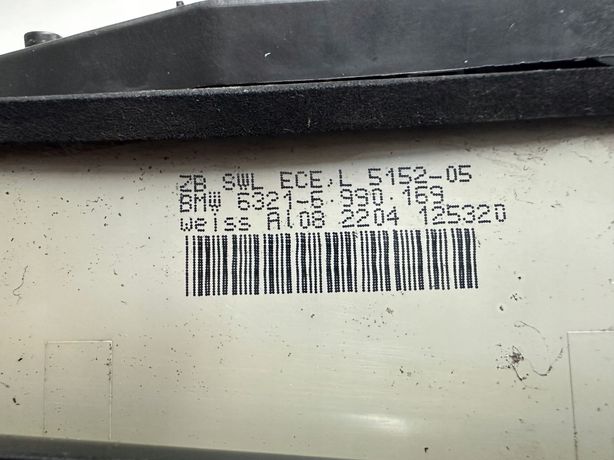 ZB SWL ECE.L 5152-05
BMW 6321-6 990 169
weiss Al08 2204 125320